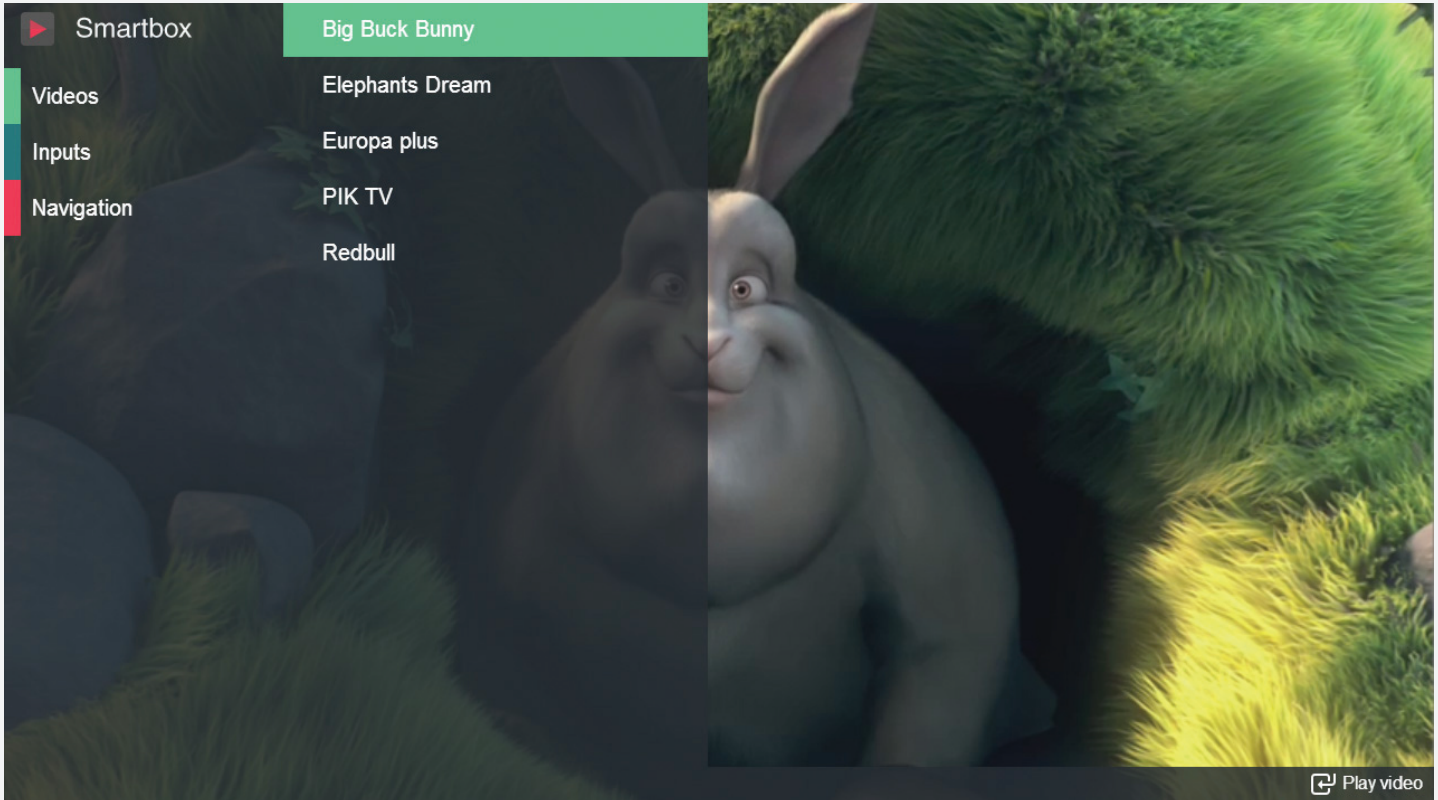 Smartbox
Videos
Inputs
Navigation
Big Buck Bunny
Elephants Dream
Europa plus
PIK TV
Redbull
Play video